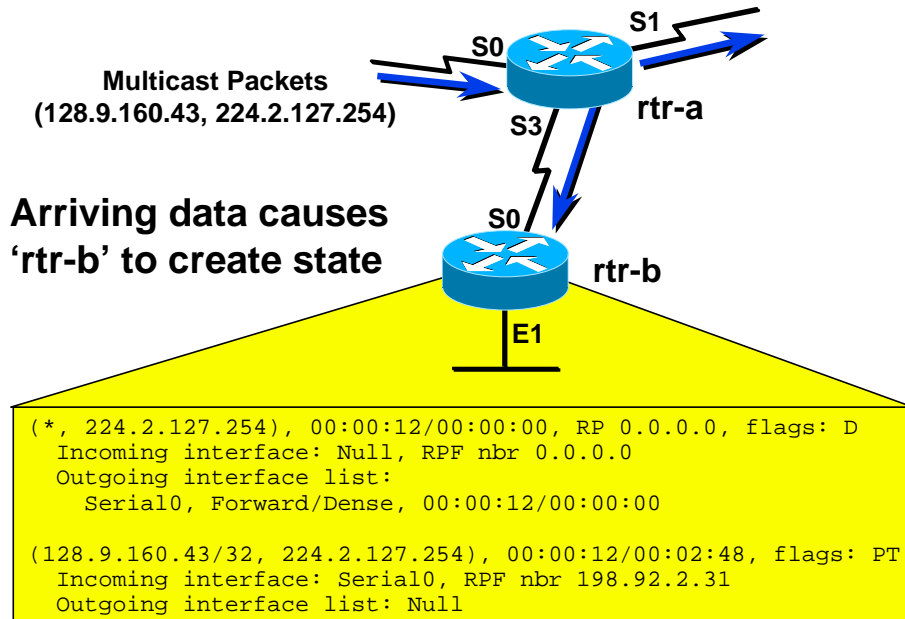 S1
S0
Multicast Packets
(128.9.160.43, 224.2.127.254)
rtr-a
S3
Arriving data causes
‘rtr-b’ to create state
S0
rtr-b
E1
(*, 224.2.127.254), 00:00:12/00:00:00, RP 0.0.0.0, flags: D
Incoming interface: Null, RPF nbr 0.0.0.0
Outgoing interface list:
Serial0, Forward/Dense, 00:00:12/00:00:00
(128.9.160.43/32, 224.2.127.254), 00:00:12/00:02:48, flags: PT
Incoming interface: Serial0, RPF nbr 198.92.2.31
Outgoing interface list: Null